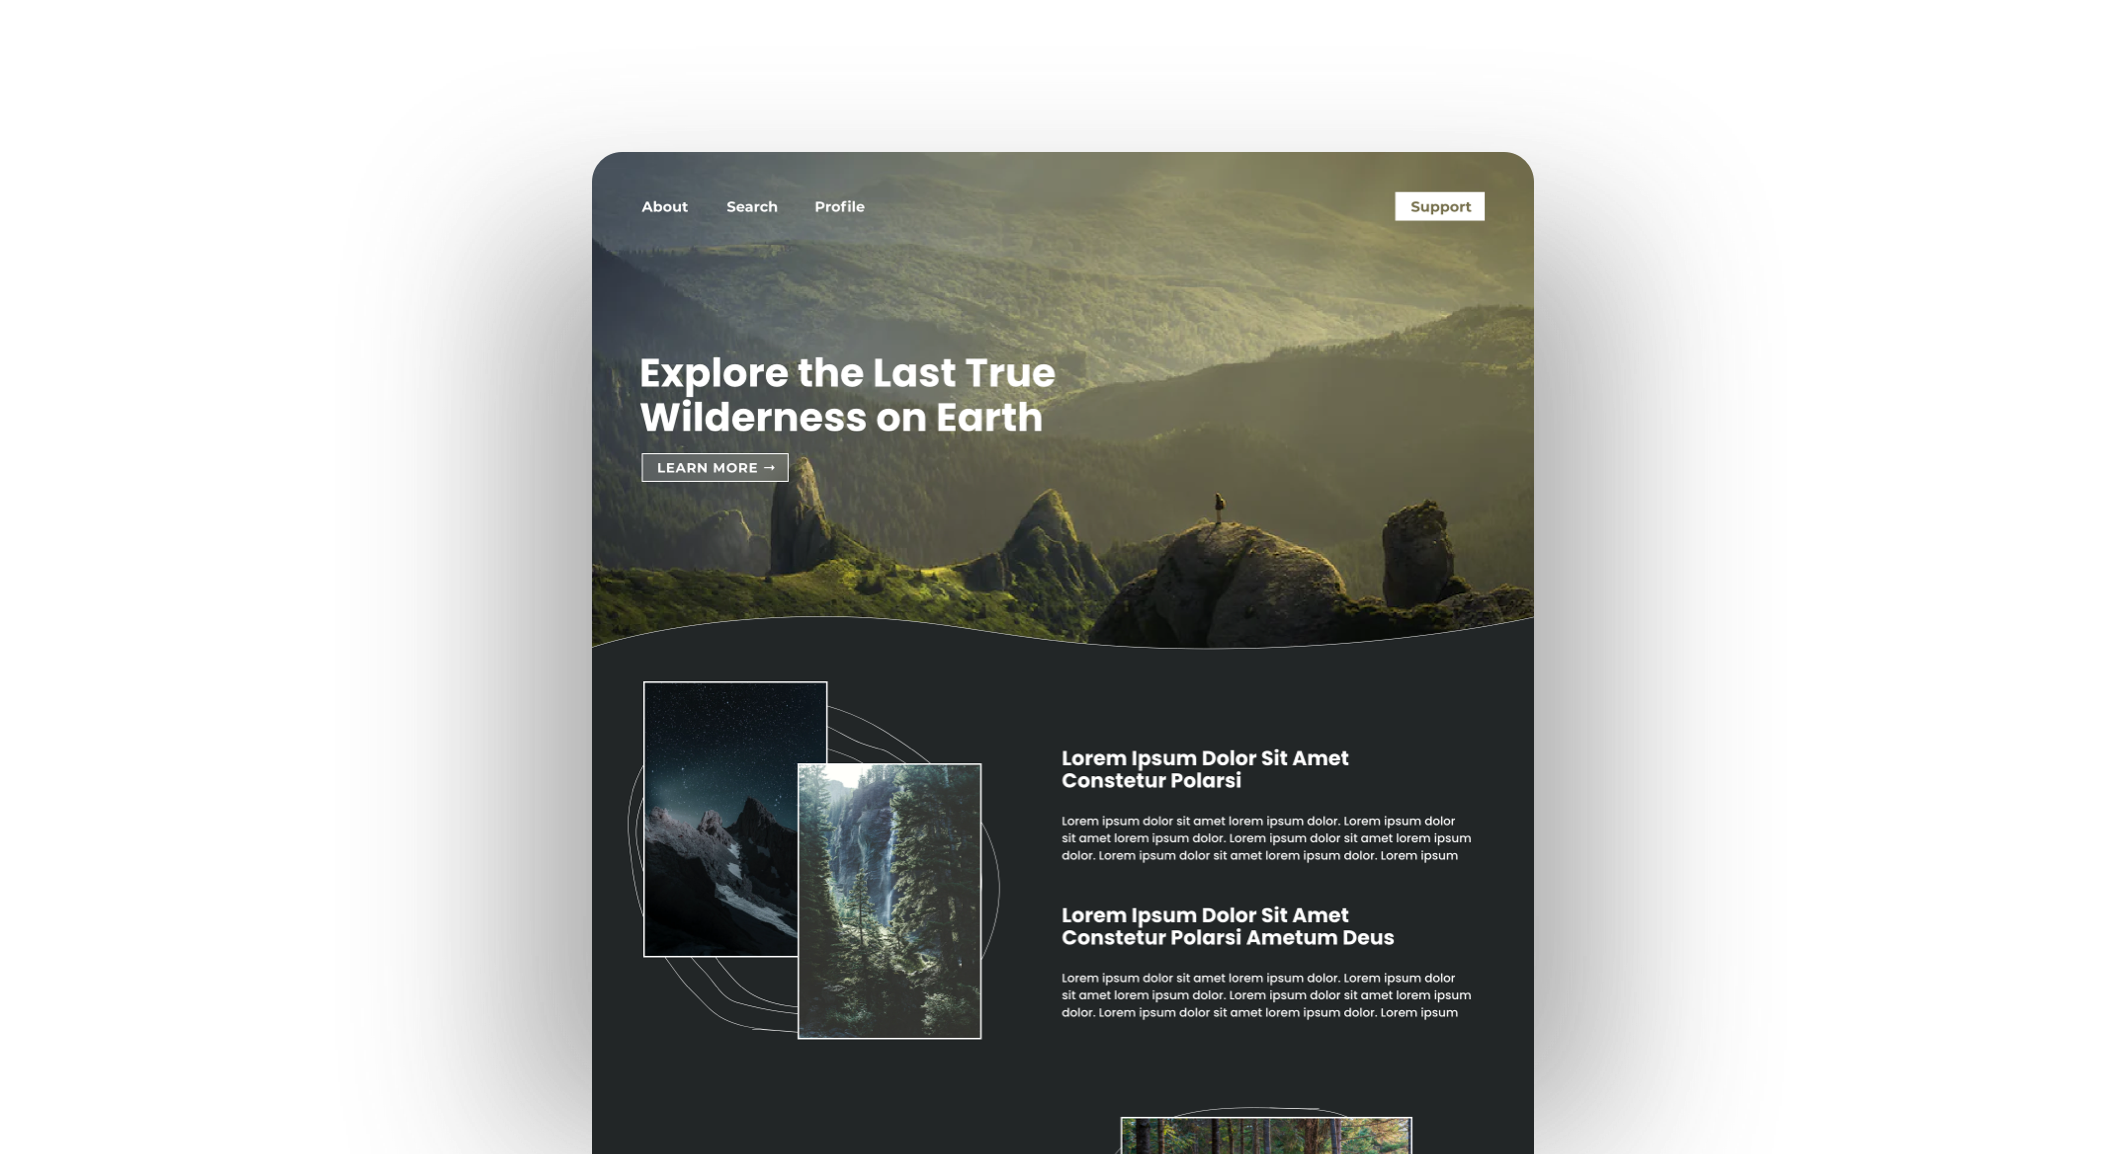 About
Search
Profile
Support
Explore the Last True
Wilderness on Earth
LEARN MORE →
Lorem Ipsum Dolor Sit Amet
Constetur Polarsi
Lorem ipsum dolor sit amet lorem ipsum dolor. Lorem ipsum dolor
sit amet lorem ipsum dolor. Lorem ipsum dolor sit amet lorem ipsum
dolor. Lorem ipsum dolor sit amet lorem ipsum dolor. Lorem ipsum
Lorem Ipsum Dolor Sit Amet
Constetur Polarsi Ametum Deus
Lorem ipsum dolor sit amet lorem ipsum dolor. Lorem ipsum dolor
sit amet lorem ipsum dolor. Lorem ipsum dolor sit amet lorem ipsum
dolor. Lorem ipsum dolor sit amet lorem ipsum dolor. Lorem ipsum